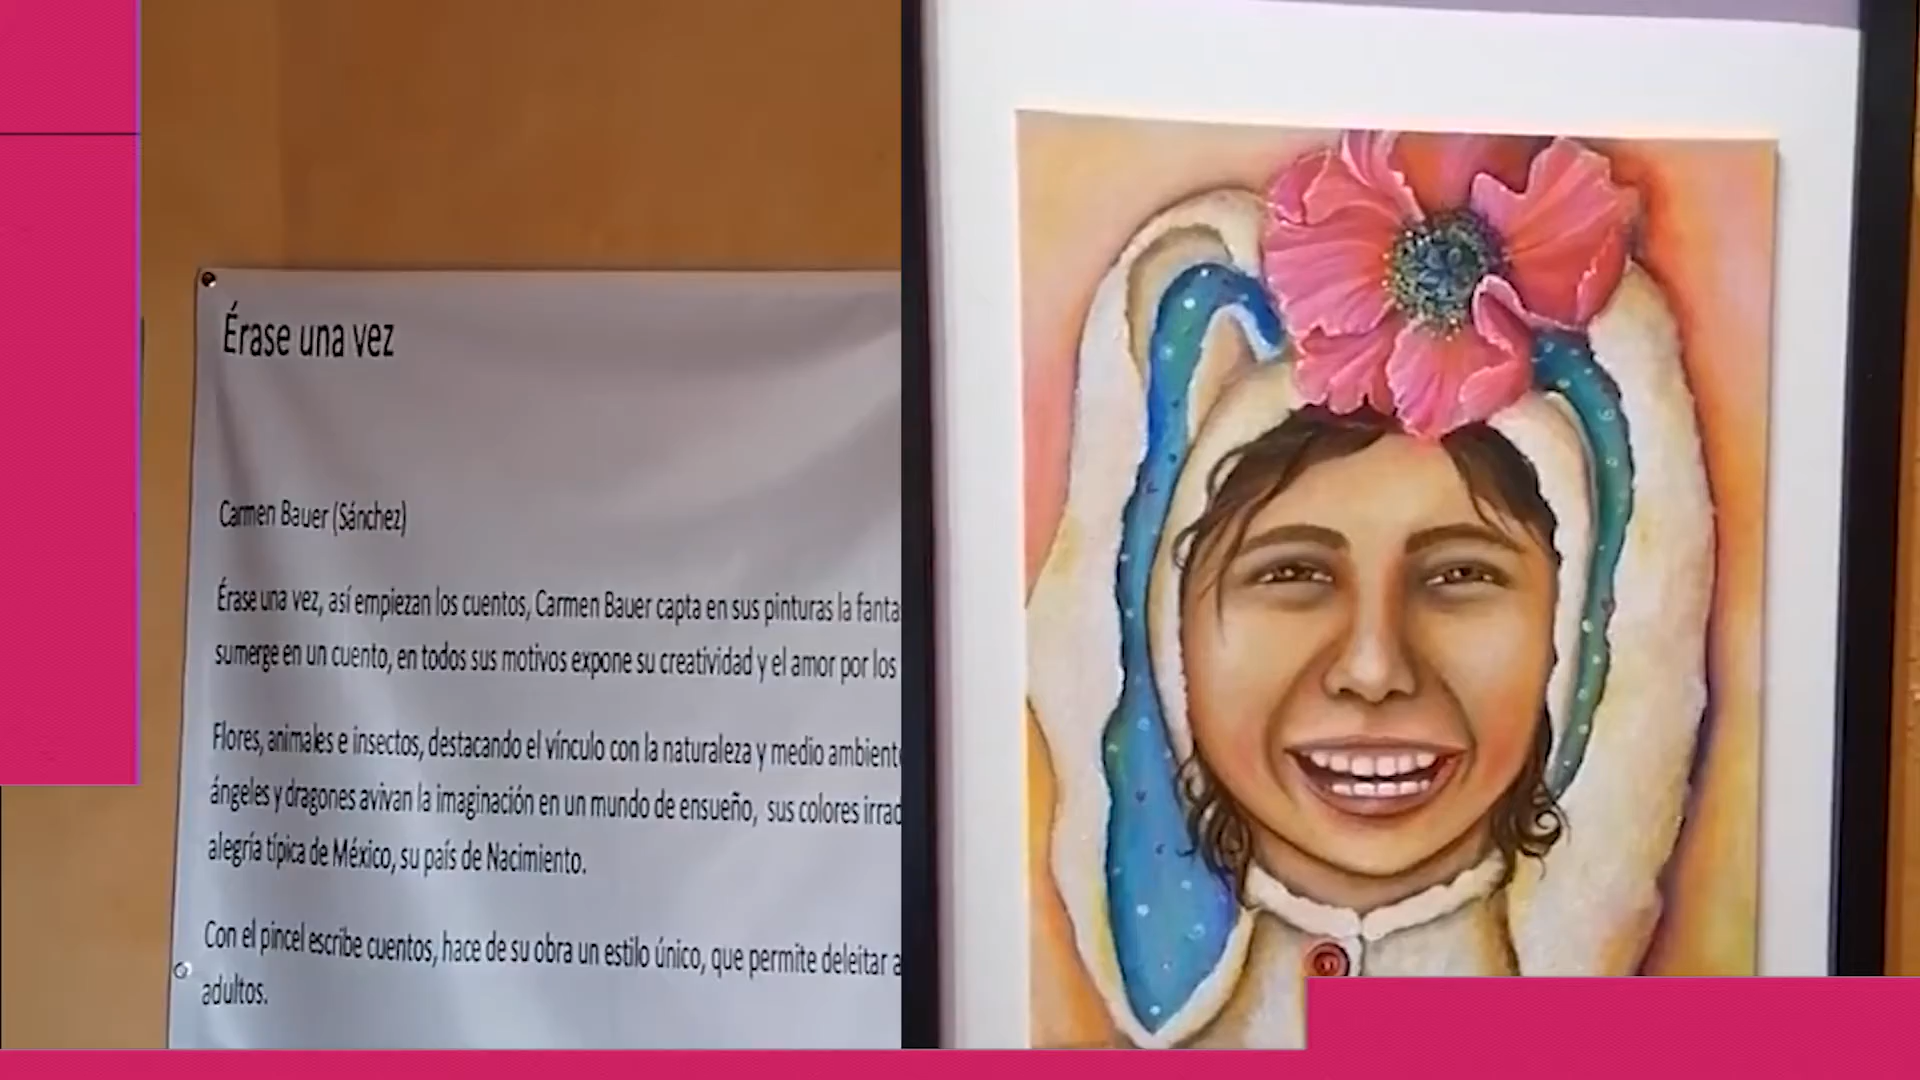 Érase una vez
Carmen Bauer (Sánchez)
Érase una vez, así empiezan los cuentos, Carmen Bauer capta en sus pinturas la
sumerge en un cuento, en todos sus motivos expone su creatividad y el amor por los
Flores, animales e insectos, destacando el vínculo con la naturaleza y medio
ángeles y dragones avivan la imaginación en un mundo de ensueño, sus colores
alegría típica de México, su país de Nacimiento.
Con el pincel escribe cuentos, hace de su obra un estilo único, que permite deleitar a
adultos.